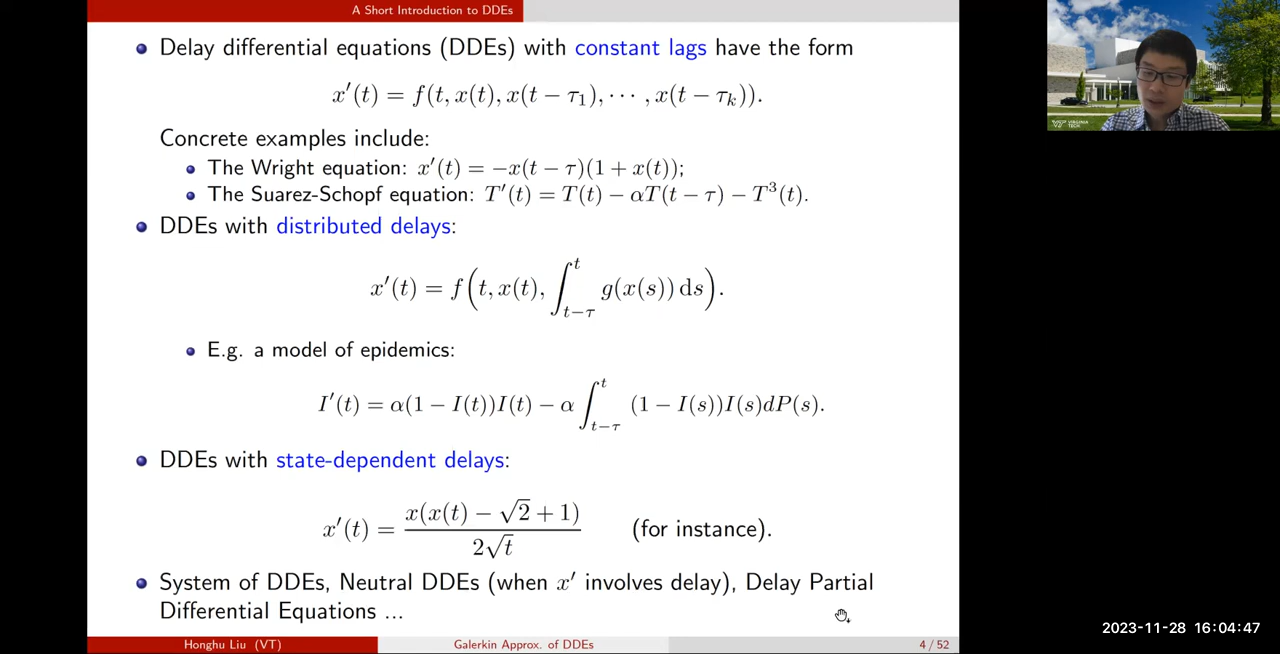 A Short Introduction to DDEs
Delay differential equations (DDEs) with constant lags have the form
x′(t) = f(t, x(t), x(t − τ₁), ⋯ , x(t − τₖ)).
Concrete examples include:
The Wright equation: x′(t) = −x(t − τ)(1 + x(t));
The Suarez-Schopf equation: T′(t) = T(t) − αT(t − τ) − T³(t).
DDEs with distributed delays:
x′(t) = f(t, x(t), ∫_{t−τ}^{t} g(x(s)) ds).
E.g. a model of epidemics:
I′(t) = α(1 − I(t))I(t) − α ∫_{t−τ}^{t} (1 − I(s))I(s)dP(s).
DDEs with state-dependent delays:
x′(t) = x(x(t) − √2 + 1) / 2√t (for instance).
System of DDEs, Neutral DDEs (when x′ involves delay), Delay Partial
Differential Equations ...
Honghu Liu (VT) Galerkin Approx. of DDEs 4 / 52
VIRGINIA TECH
2023-11-28 16:04:47